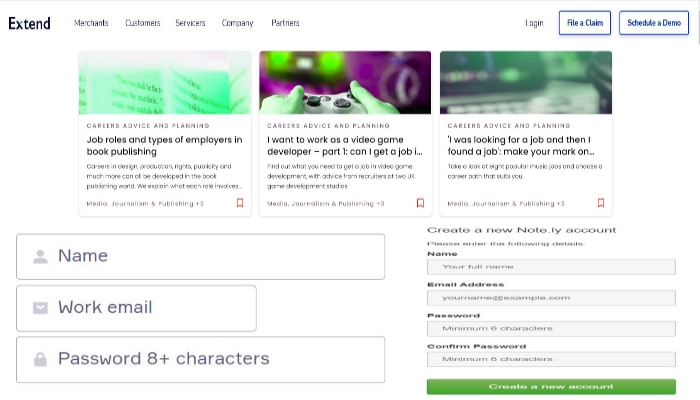 Extend
Merchants Customers Servicers Company Partners
Login File a Claim Schedule a Demo
CAREERS ADVICE AND PLANNING
Job roles and types of employers in
book publishing
Careers in design, production, rights, publicity and
much more can all be developed in the book
publishing world. We explain what each role involves..
Media, Journalism & Publishing +3
CAREERS ADVICE AND PLANNING
I want to work as a video game
developer – part 1: can I get a job i...
Find out what you need to get a job in video game
development, with advice from recruiters at two UK
game development studios
Media, Journalism & Publishing +3
CAREERS ADVICE AND PLANNING
'I was looking for a job and then I
found a job': make your mark on...
Take a look at eight popular music jobs and choose a
career path that suits you
Media, Journalism & Publishing +3
Name
Work email
Password 8+ characters
Create a new Note.ly account
Please enter the following details:
Name
Your full name
Email Address
yourname@example.com
Password
Minimum 6 characters
Confirm Password
Minimum 6 characters
Create a new account